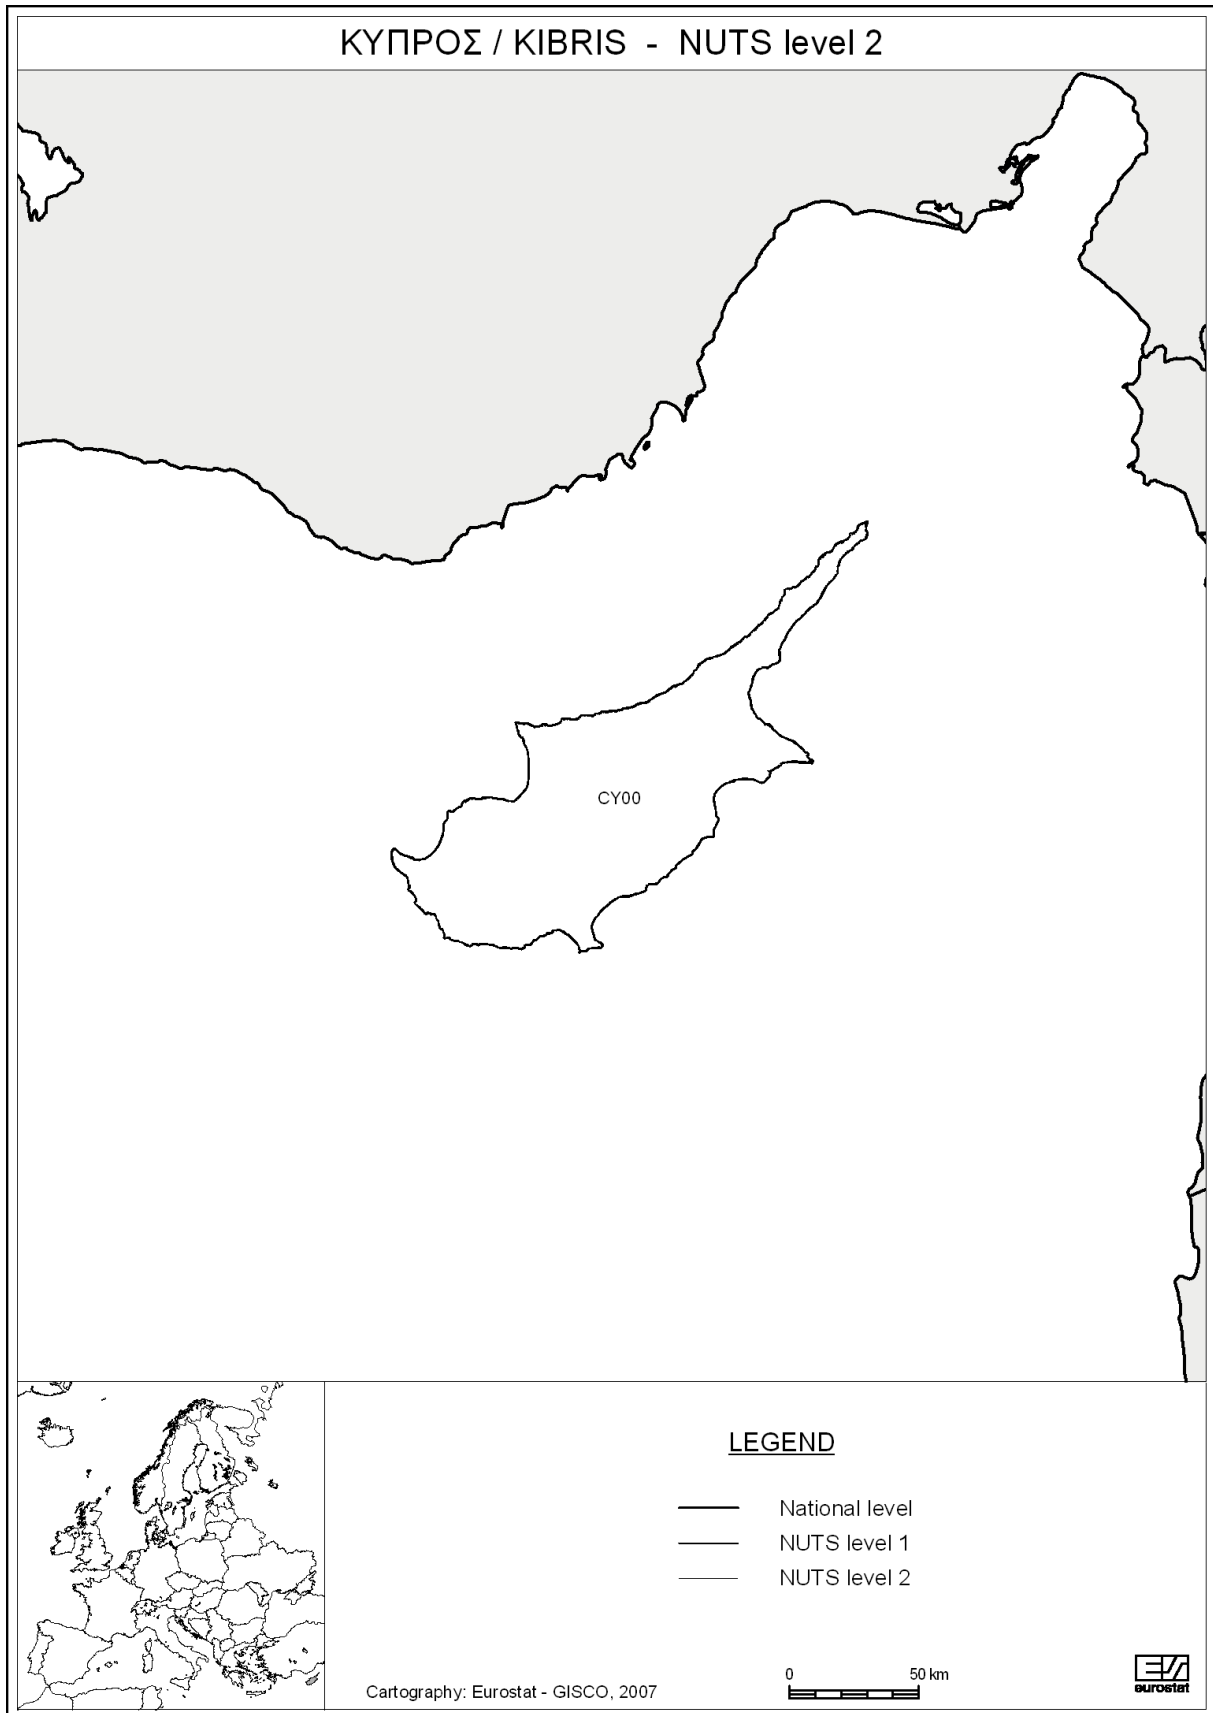 ΚΥΠΡΟΣ / KIBRIS - NUTS level 2
CY00
LEGEND
National level
NUTS level 1
NUTS level 2
Cartography: Eurostat - GISCO, 2007
0 50 km
eurostat